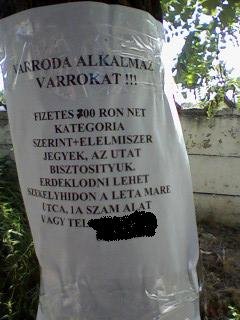 VARRODA ALKALMAZ
VARROKAT !!!
FIZETES 700 RON NET
KATEGORIA
SZERINT+ELELMISZER
JEGYEK, AZ UTAT
BISZTOSITYUK.
ERDEKLODNI LEHET
SZEKELYHIDON A LETA MARE
UTCA, 1A SZAM ALAT
VAGY TEL: